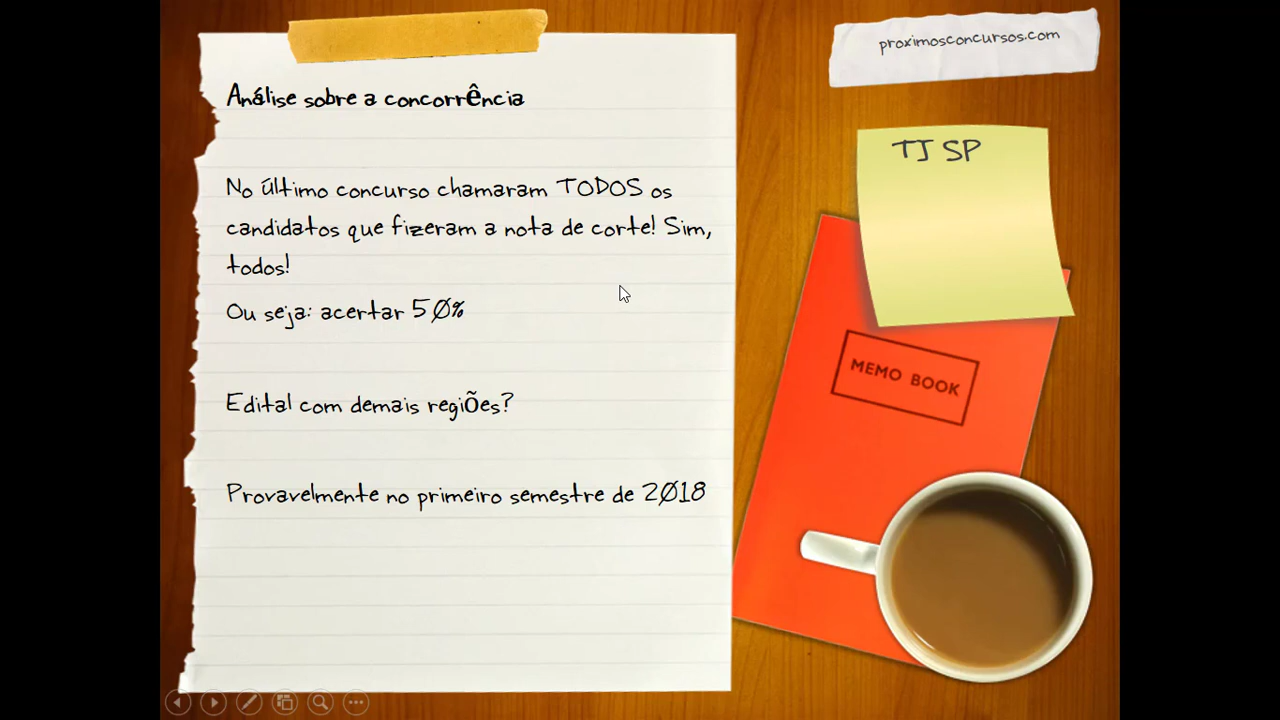 Análise sobre a concorrência
No último concurso chamaram TODOS os
candidatos que fizeram a nota de corte! Sim,
todos!
Ou seja: acertar 50%
Edital com demais regiões?
Provavelmente no primeiro semestre de 2018
proximosconcursos.com
TJ SP
MEMO BOOK